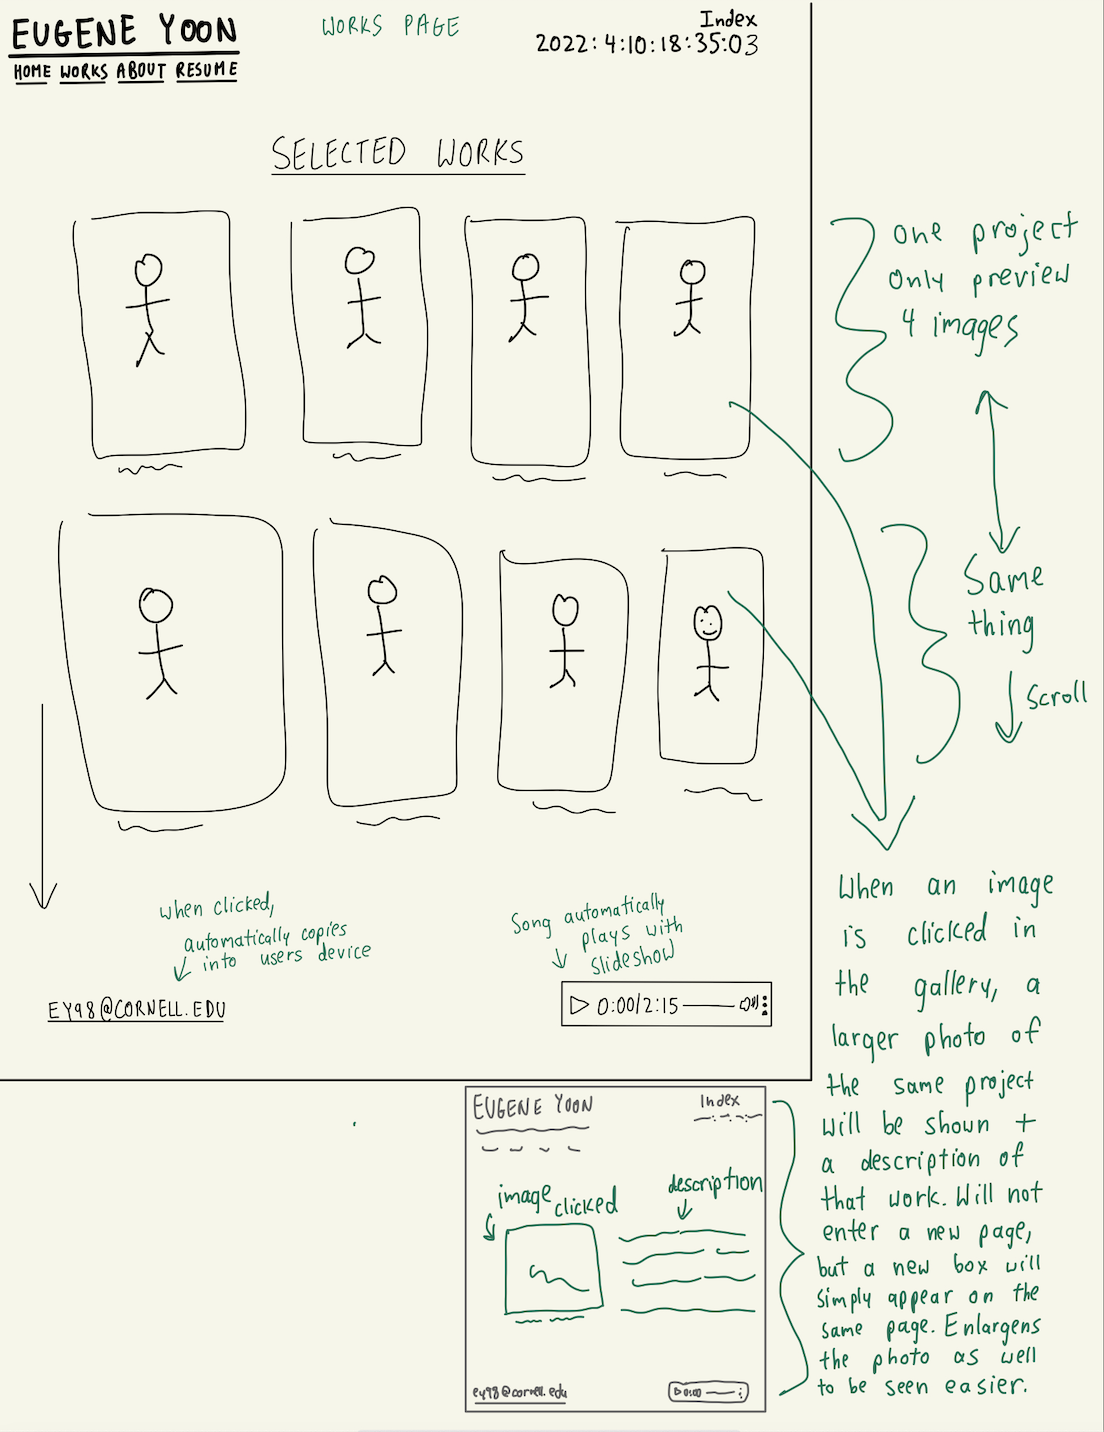 EUGENE YOON
HOME WORKS ABOUT RESUME
WORKS PAGE
Index
2022:4:10:18:35:03
SELECTED WORKS
one project
only preview
4 images
Same
thing
scroll
When clicked,
automatically copies
into users device
EY98@CORNELL.EDU
Song automatically
plays with
slideshow
0:00/2:15
When an image
is clicked in
the gallery, a
larger photo of
the same project
will be shown +
a description of
that work. Will not
enter a new page,
but a new box will
simply appear on the
same page. Enlargens
the photo as well
to be seen easier.
EUGENE YOON
Index
image clicked
description
ey98@cornell.edu
0:00